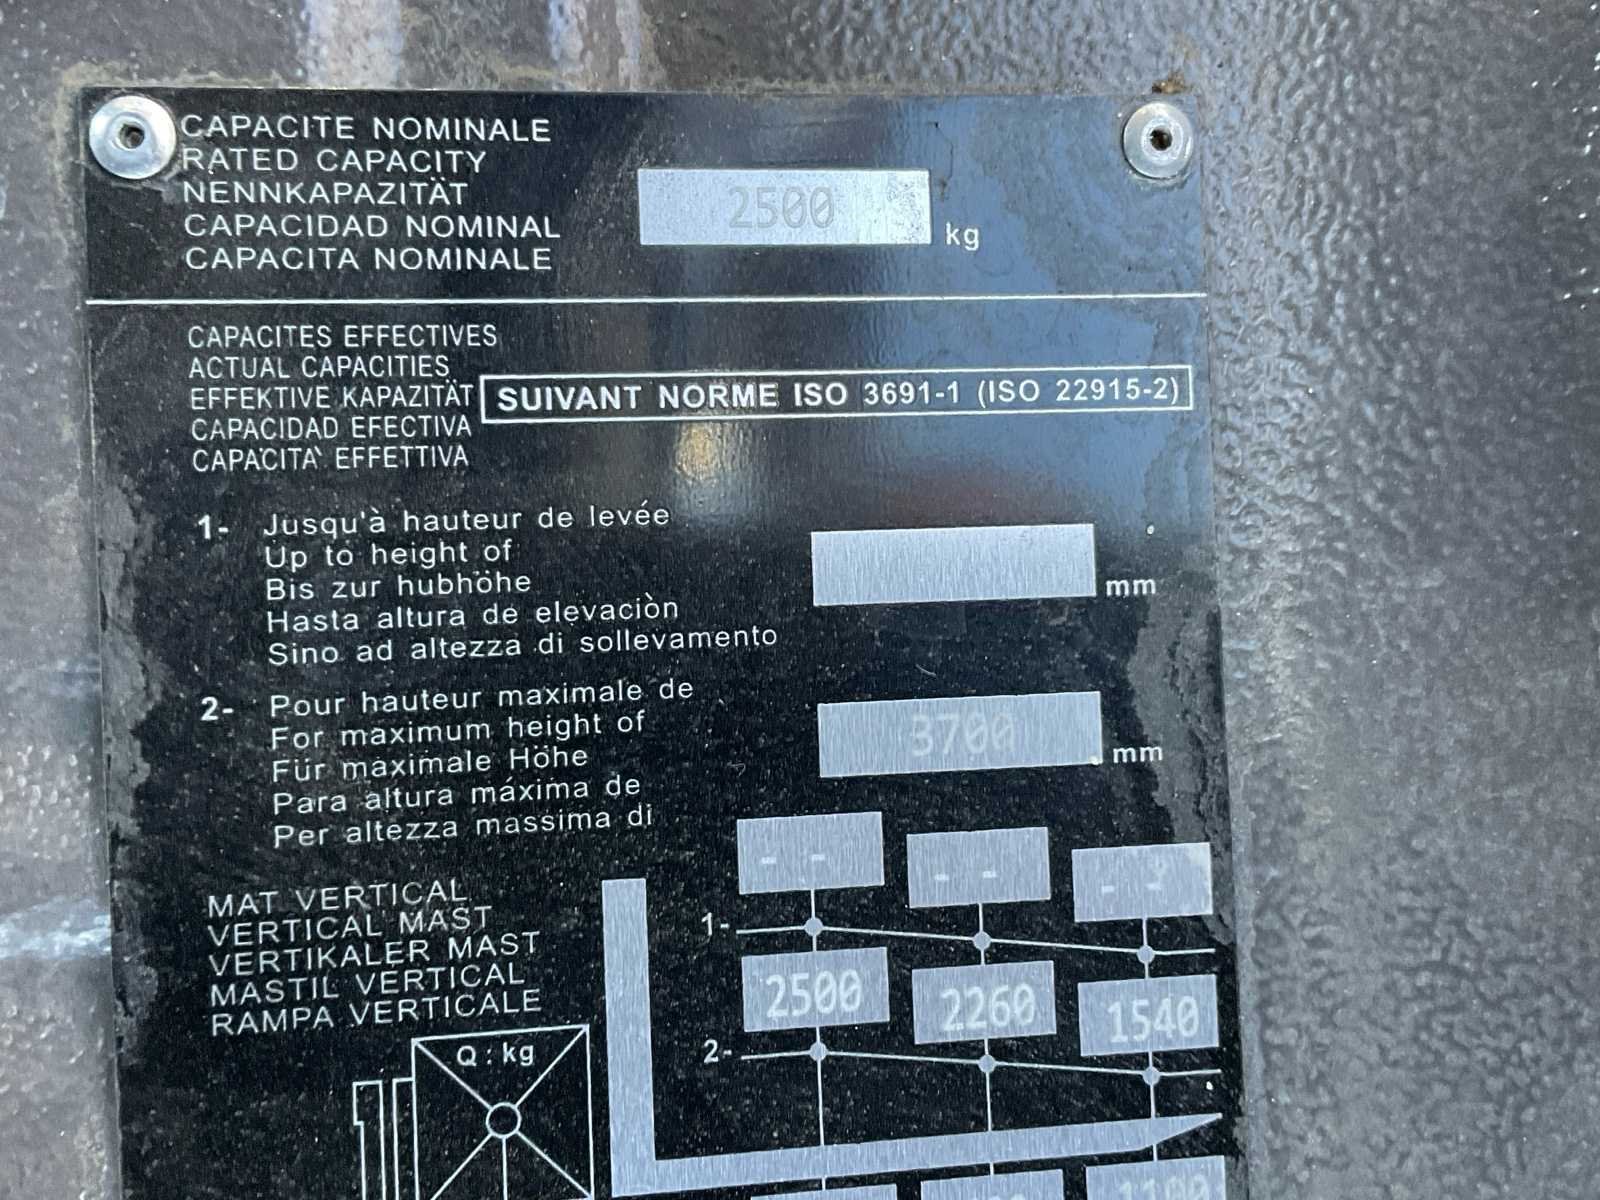 CAPACITE NOMINALE
RATED CAPACITY
NENNKAPAZITÄT
CAPACIDAD NOMINAL
CAPACITA NOMINALE
2500 kg
CAPACITES EFFECTIVES
ACTUAL CAPACITIES
EFFEKTIVE KAPAZITÄT
CAPACIDAD EFECTIVA
CAPACITA` EFFETTIVA
SUIVANT NORME ISO 3691-1 (ISO 22915-2)
1- Jusqu'à hauteur de levée
Up to height of
Bis zur hubhöhe
Hasta altura de elevaciòn
Sino ad altezza di sollevamento
mm
2- Pour hauteur maximale de
For maximum height of
Für maximale Höhe
Para altura máxima de
Per altezza massima di
3700 mm
MAT VERTICAL
VERTICAL MAST
VERTIKALER MAST
MASTIL VERTICAL
RAMPA VERTICALE
- - - - - -
1-
2500 2260 1540
2-
Q : kg
1100